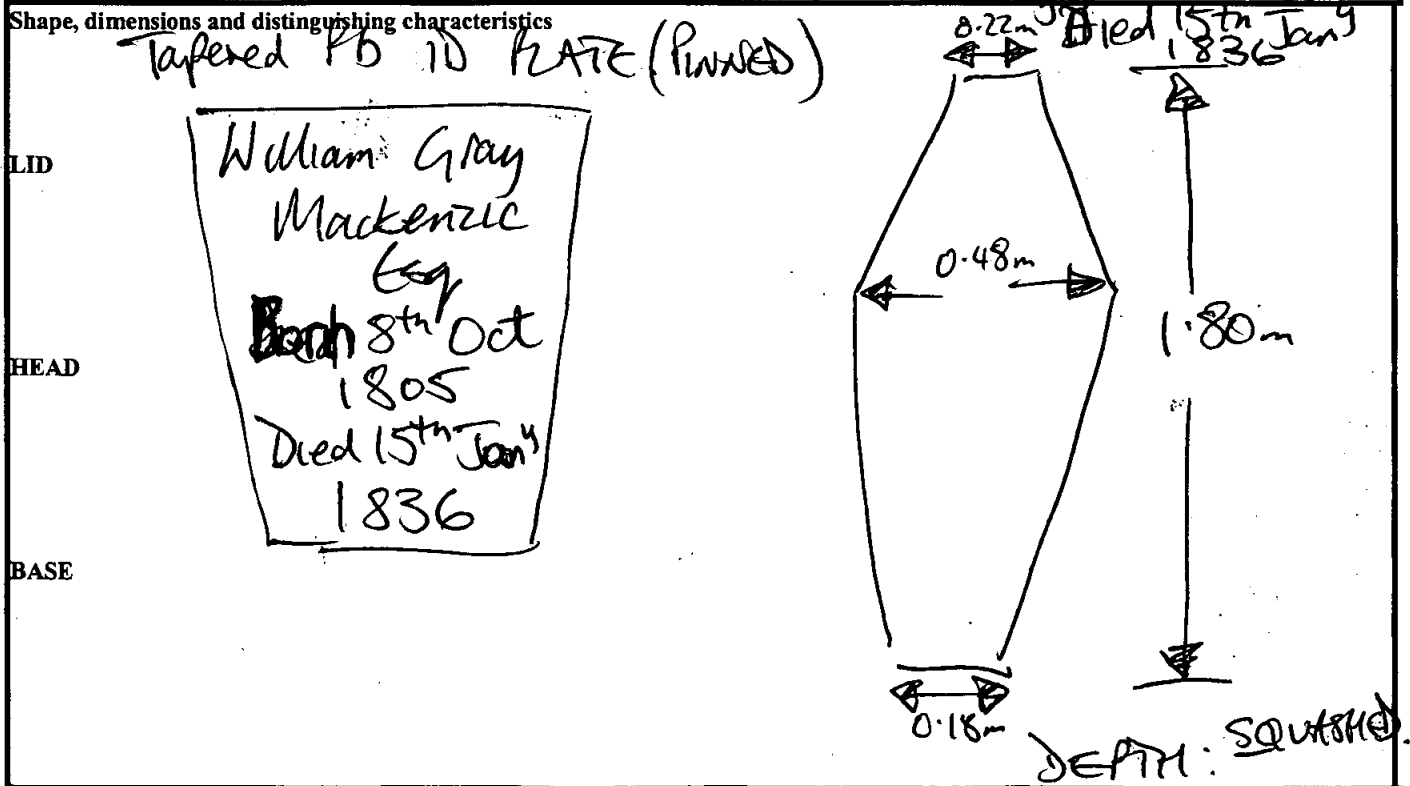 Shape, dimensions and distinguishing characteristics
Tapered Pb ID PLATE (PINNED)
LID
William Gray
Mackenzie
Esq
Born 8th Oct
1805
HEAD
Died 15th Jany
1836
BASE
0.22m
Died 15th Jany
1836
0.48m
1.80m
0.18m
DEPTH: SQUASHED.